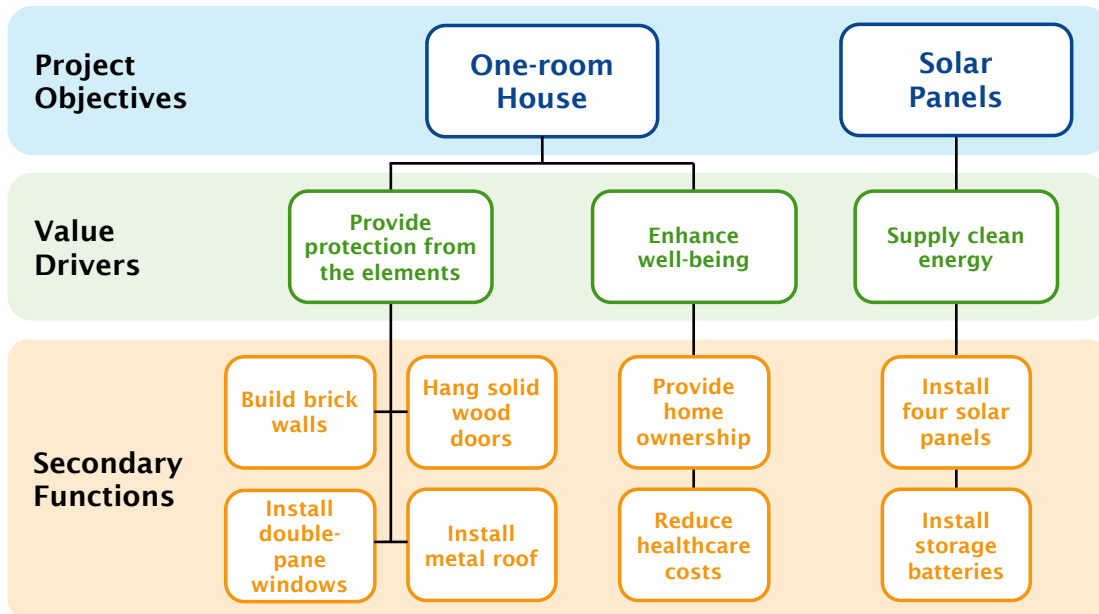 Project
Objectives
One-room
House
Solar
Panels
Value
Drivers
Provide
protection from
the elements
Enhance
well-being
Supply clean
energy
Secondary
Functions
Build brick
walls
Hang solid
wood
doors
Provide
home
ownership
Install
four solar
panels
Install
double-
pane
windows
Install
metal roof
Reduce
healthcare
costs
Install
storage
batteries